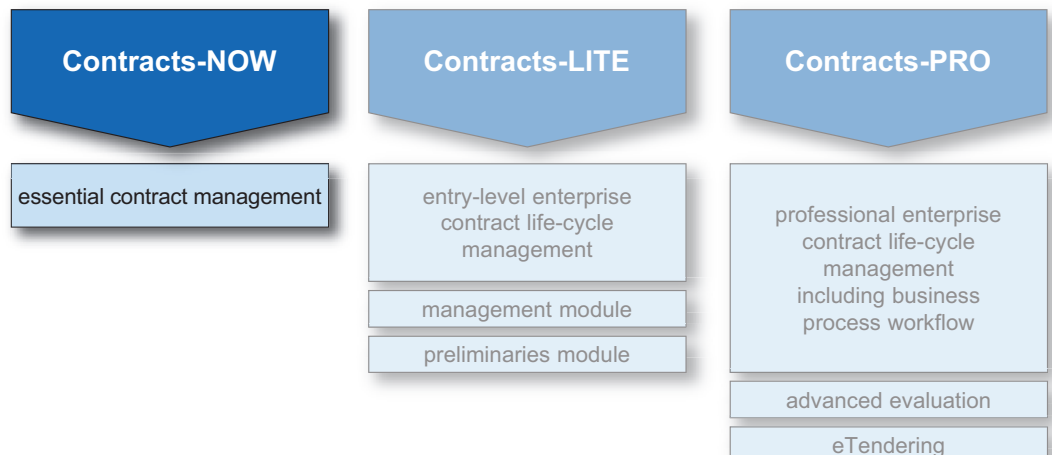 Contracts-NOW
essential contract management
Contracts-LITE
entry-level enterprise
contract life-cycle
management
management module
preliminaries module
Contracts-PRO
professional enterprise
contract life-cycle
management
including business
process workflow
advanced evaluation
eTendering